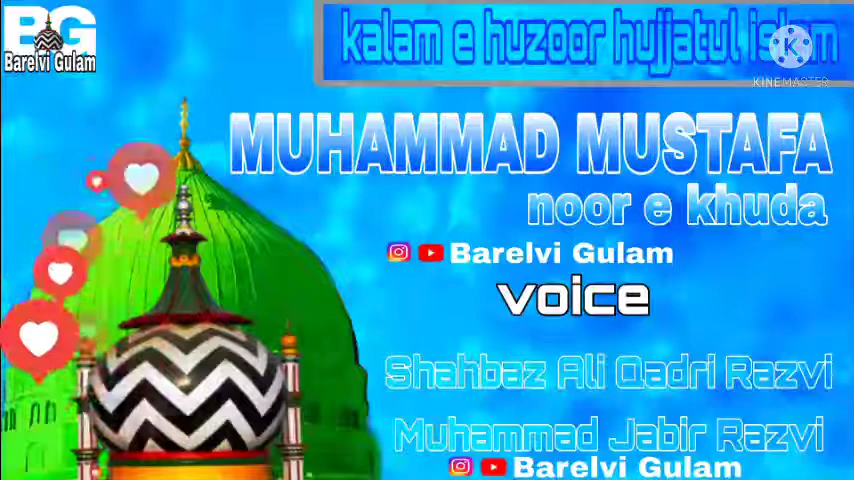 BG
Barelvi Gulam
kalam e huzoor hujjatul islam
KINEMASTER
MUHAMMAD MUSTAFA
noor e khuda
Barelvi Gulam
voice
Shahbaz Ali Qadri Razvi
Muhammad Jabir Razvi
Barelvi Gulam